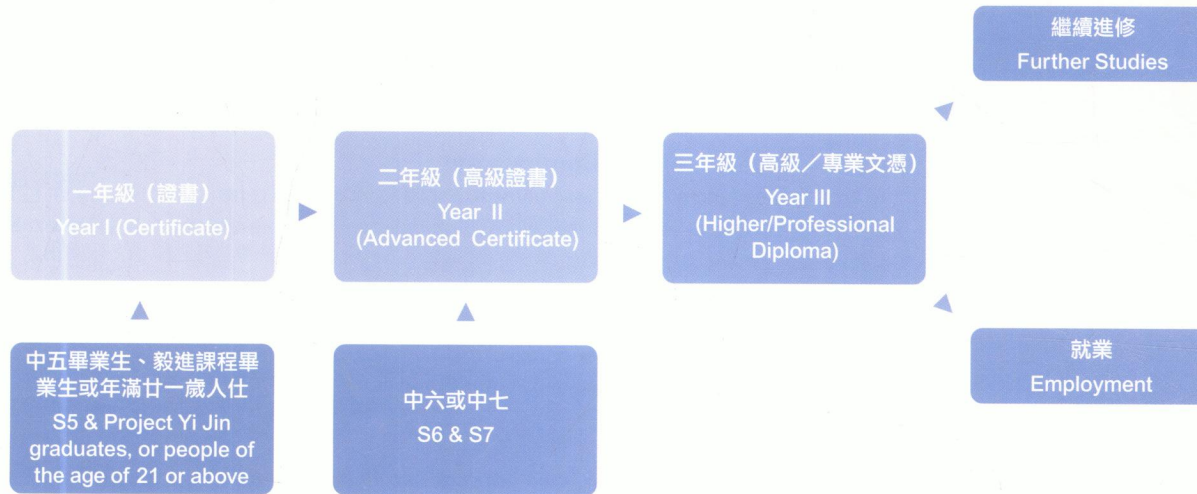 繼續進修
Further Studies
一年級（證書）
Year I (Certificate)
二年級（高級證書）
Year II
(Advanced Certificate)
三年級（高級／專業文憑）
Year III
(Higher/Professional
Diploma)
中五畢業生、毅進課程畢
業生或年滿廿一歲人仕
S5 & Project Yi Jin
graduates, or people of
the age of 21 or above
中六或中七
S6 & S7
就業
Employment